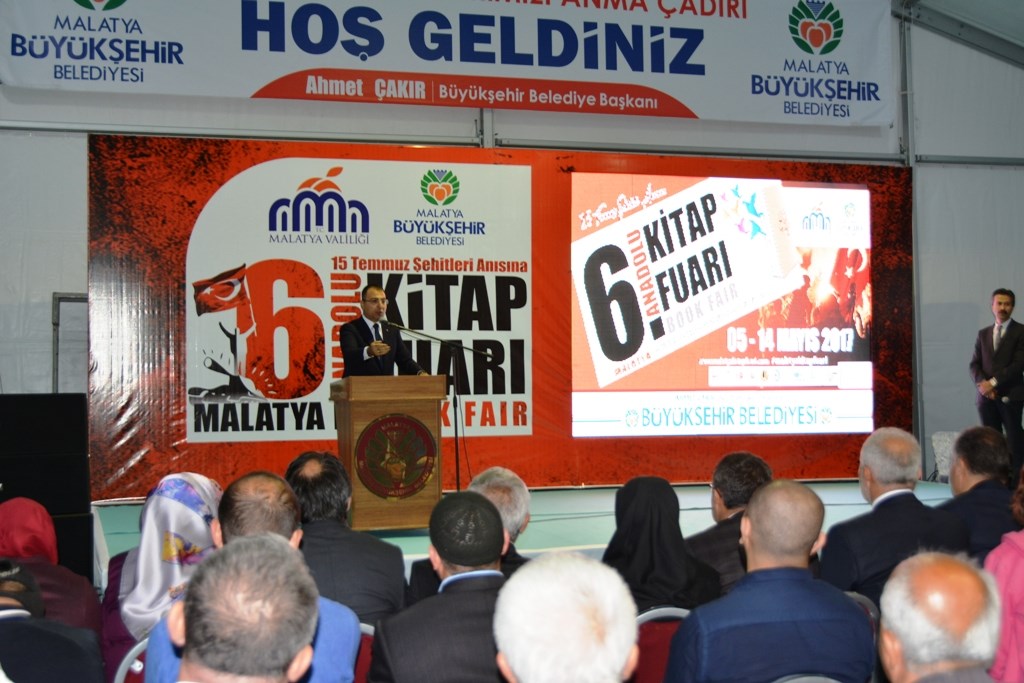 ANMA ÇADIRI
HOŞ GELDİNİZ
Ahmet ÇAKIR | Büyükşehir Belediye Başkanı
MALATYA
BÜYÜKŞEHİR
BELEDİYESİ
MALATYA
BÜYÜKŞEHİR
BELEDİYESİ
MALATYA VALİLİĞİ
MALATYA
BÜYÜKŞEHİR
BELEDİYESİ
15 Temmuz Şehitleri Anısına
6
KİTAP
FUARI
MALATYA
FAIR
6.
ANADOLU
KİTAP
FUARI
BOOK FAIR
MALATYA
05 - 14 MAYIS 2017
BÜYÜKŞEHİR BELEDİYESİ